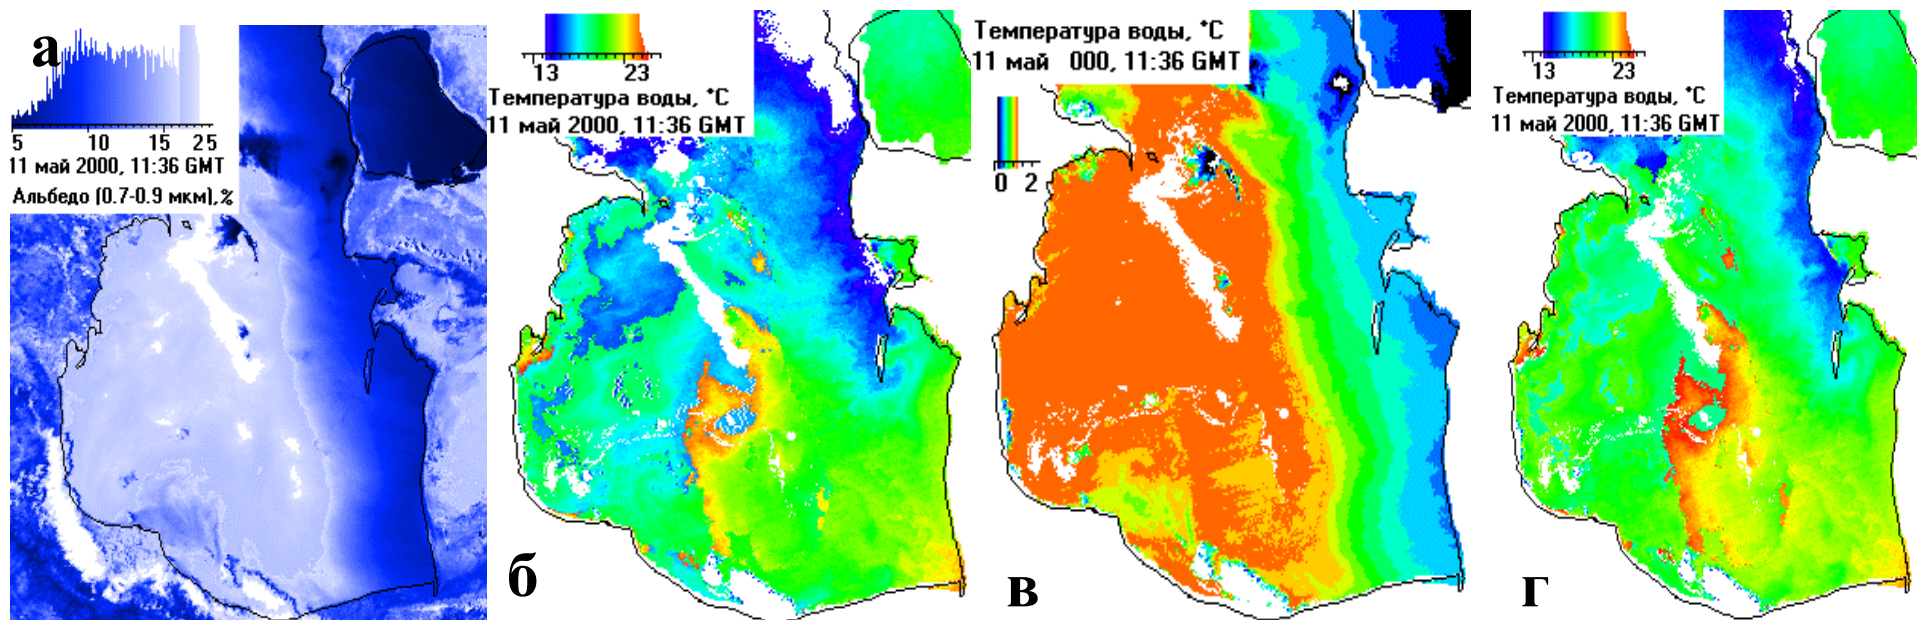 а
5 10 15 25
11 май 2000, 11:36 GMT
Альбедо (0.7-0.9 мкм),%
13 23
Температура воды, °C
11 май 2000, 11:36 GMT
б
Температура воды, °C
11 май 000, 11:36 GMT
0 2
в
13 23
Температура воды, °C
11 май 2000, 11:36 GMT
г